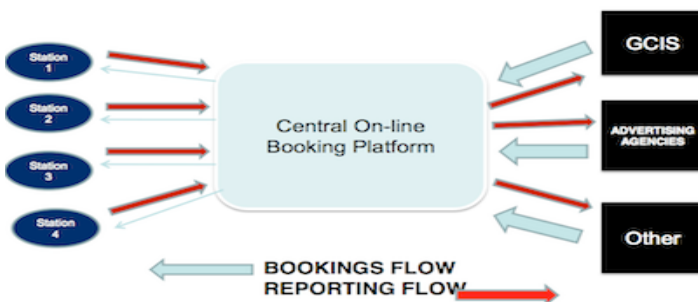 Station
1
Station
2
Station
3
Station
4
Central On-line
Booking Platform
GCIS
ADVERTISING
AGENCIES
Other
BOOKINGS FLOW
REPORTING FLOW